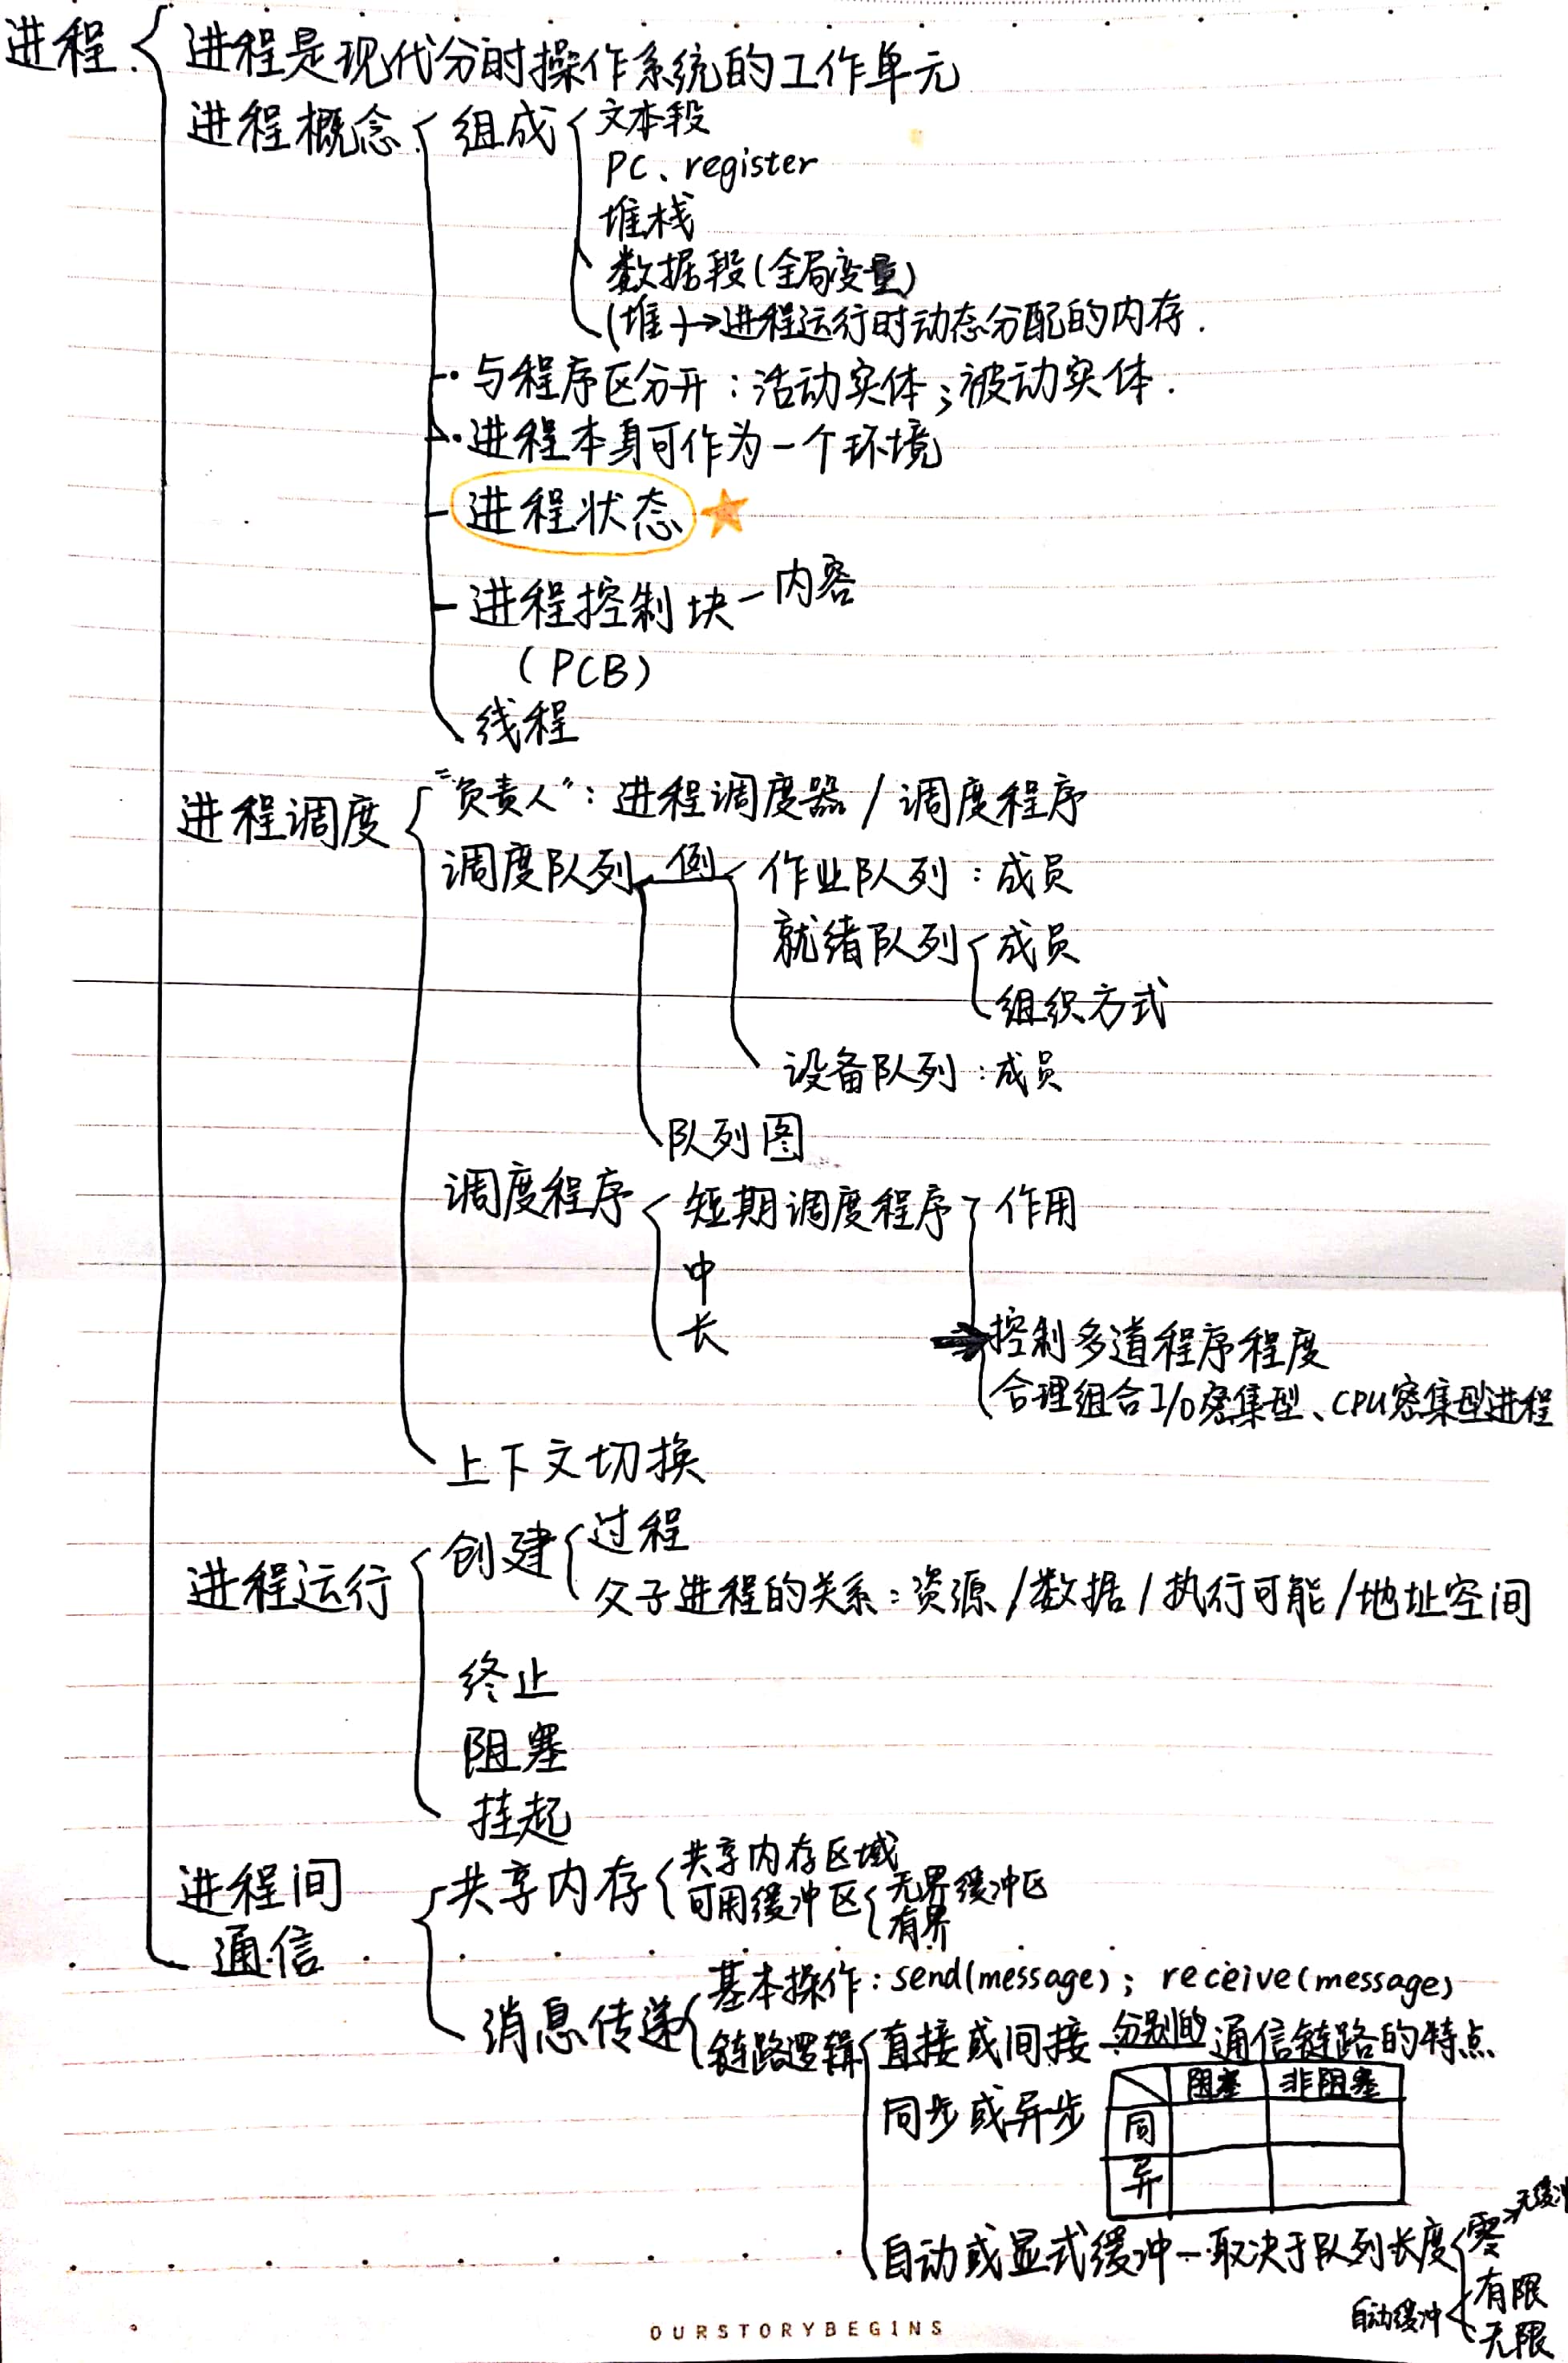 进程
进程是现代分时操作系统的工作单元
进程概念
组成
文本段
PC、register
堆栈
数据段(全局变量)
(堆)→进程运行时动态分配的内存.
·与程序区分开：活动实体；被动实体.
·进程本身可作为一个环境
进程状态
进程控制块—内容
(PCB)
线程
进程调度
"负责人"：进程调度器/调度程序
调度队列
例
作业队列：成员
就绪队列
成员
组织方式
设备队列：成员
队列图
调度程序
短期调度程序
作用
中
长
控制多道程序程度
合理组合I/O密集型、CPU密集型进程
上下文切换
进程运行
创建
过程
父子进程的关系：资源/数据/执行可能/地址空间
终止
阻塞
挂起
进程间
通信
共享内存
共享内存区域
可用缓冲区
无界缓冲区
有界
消息传递
基本操作：send(message)；receive(message)
链路逻辑
直接或间接 分别的 通信链路的特点
同步或异步
阻塞 非阻塞
同
异
自动或显式缓冲—取决于队列长度
零→无缓冲
有限
自动缓冲
无限
OURSTORYBEGINS